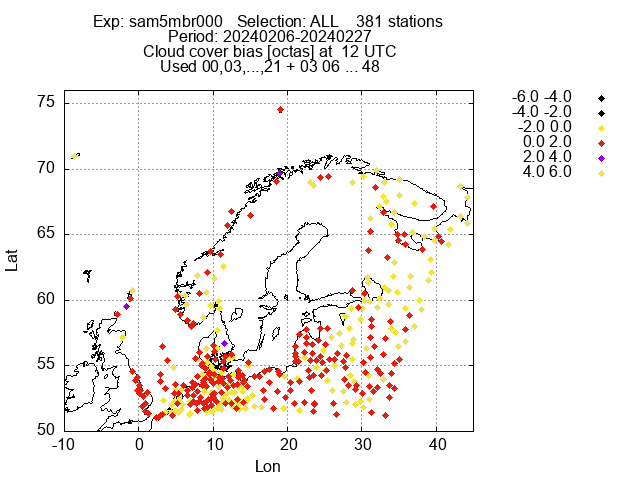 Exp: sam5mbr000   Selection: ALL    381 stations
Period: 20240206-20240227
Cloud cover bias [octas] at  12 UTC
Used 00,03,...,21 + 03 06 ... 48
-6.0 -4.0
-4.0 -2.0
-2.0 0.0
0.0 2.0
2.0 4.0
4.0 6.0
75
70
65
60
55
50
Lat
-10 0 10 20 30 40
Lon